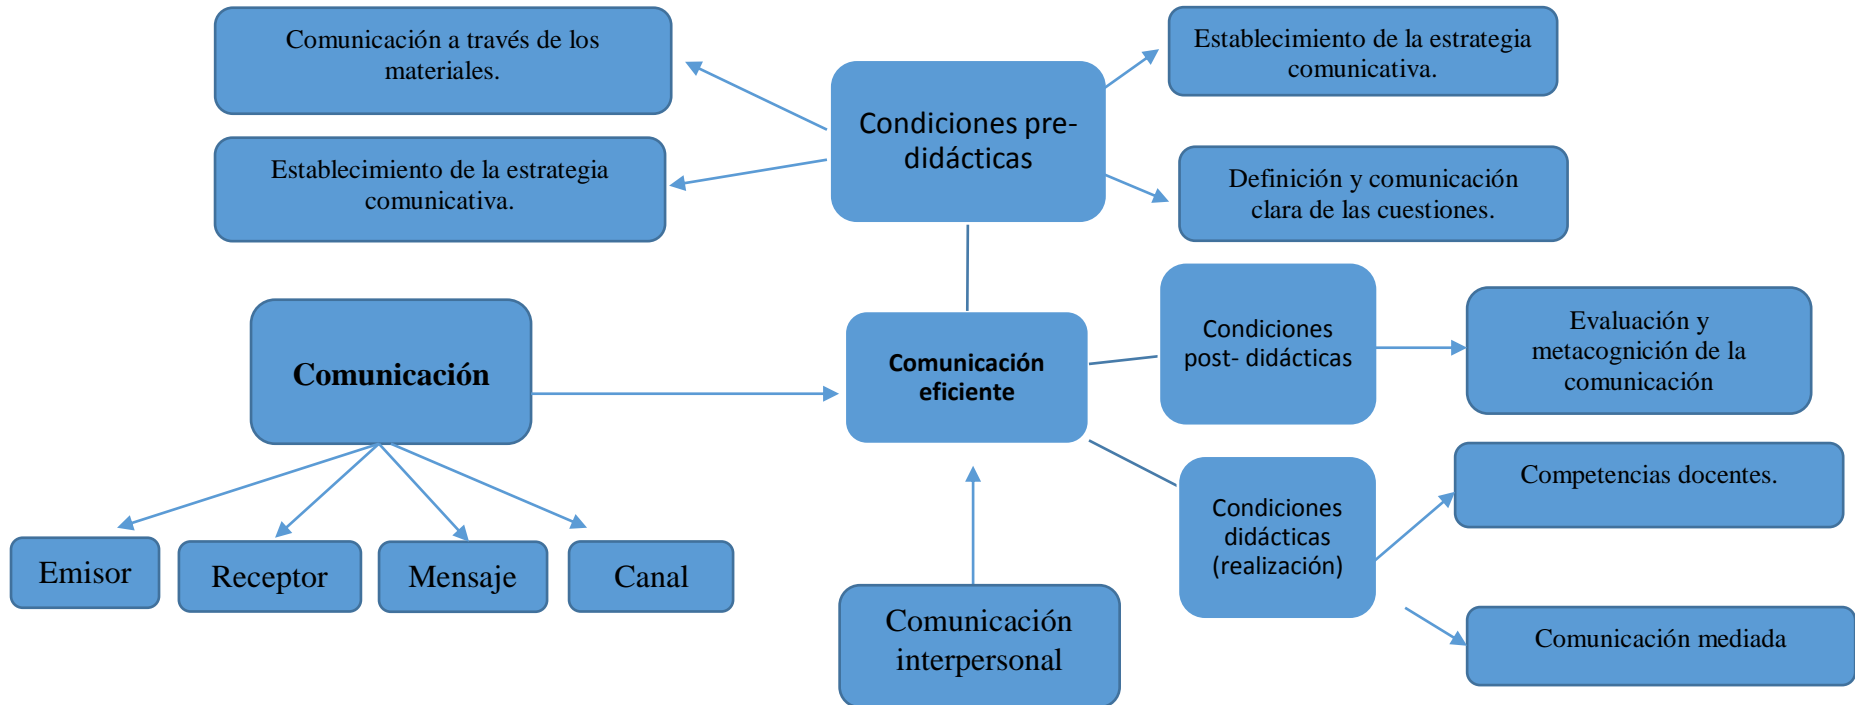 Comunicación a través de los
materiales.
Establecimiento de la estrategia
comunicativa.
Condiciones pre-
didácticas
Establecimiento de la estrategia
comunicativa.
Definición y comunicación
clara de las cuestiones.
Comunicación
Comunicación
eficiente
Condiciones
post- didácticas
Evaluación y
metacognición de la
comunicación
Condiciones
didácticas
(realización)
Competencias docentes.
Comunicación mediada
Emisor
Receptor
Mensaje
Canal
Comunicación
interpersonal